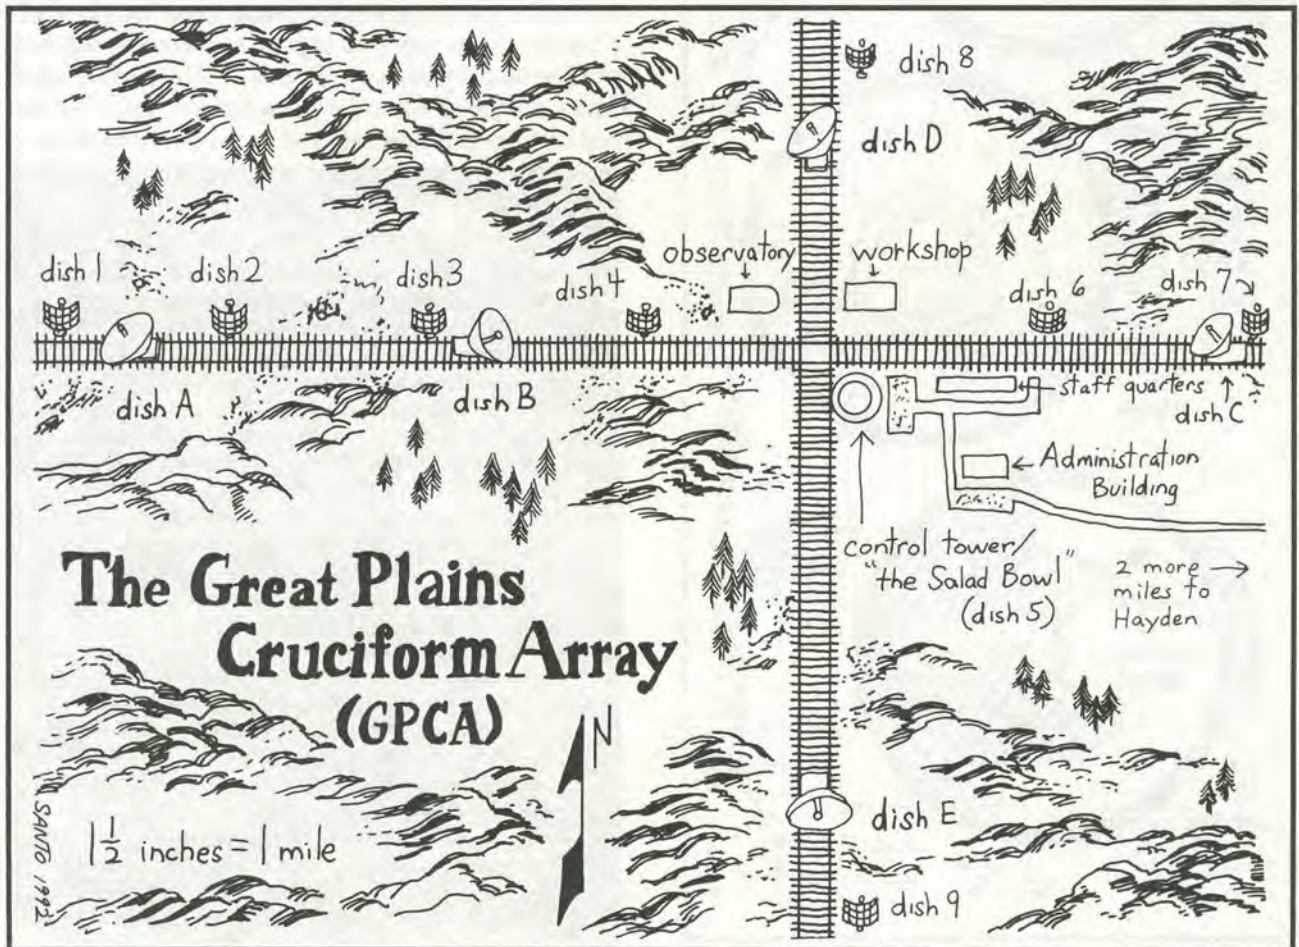 dish 8
dish D
observatory
workshop
dish 1
dish 2
dish 3
dish 4
dish 6
dish 7
dish A
dish B
staff quarters
dish C
Administration
Building
control tower/
"the Salad Bowl"
(dish 5)
2 more
miles to
Hayden
The Great Plains
Cruciform Array
(GPCA)
N
dish E
1 1/2 inches = 1 mile
dish 9
SANTO 1992